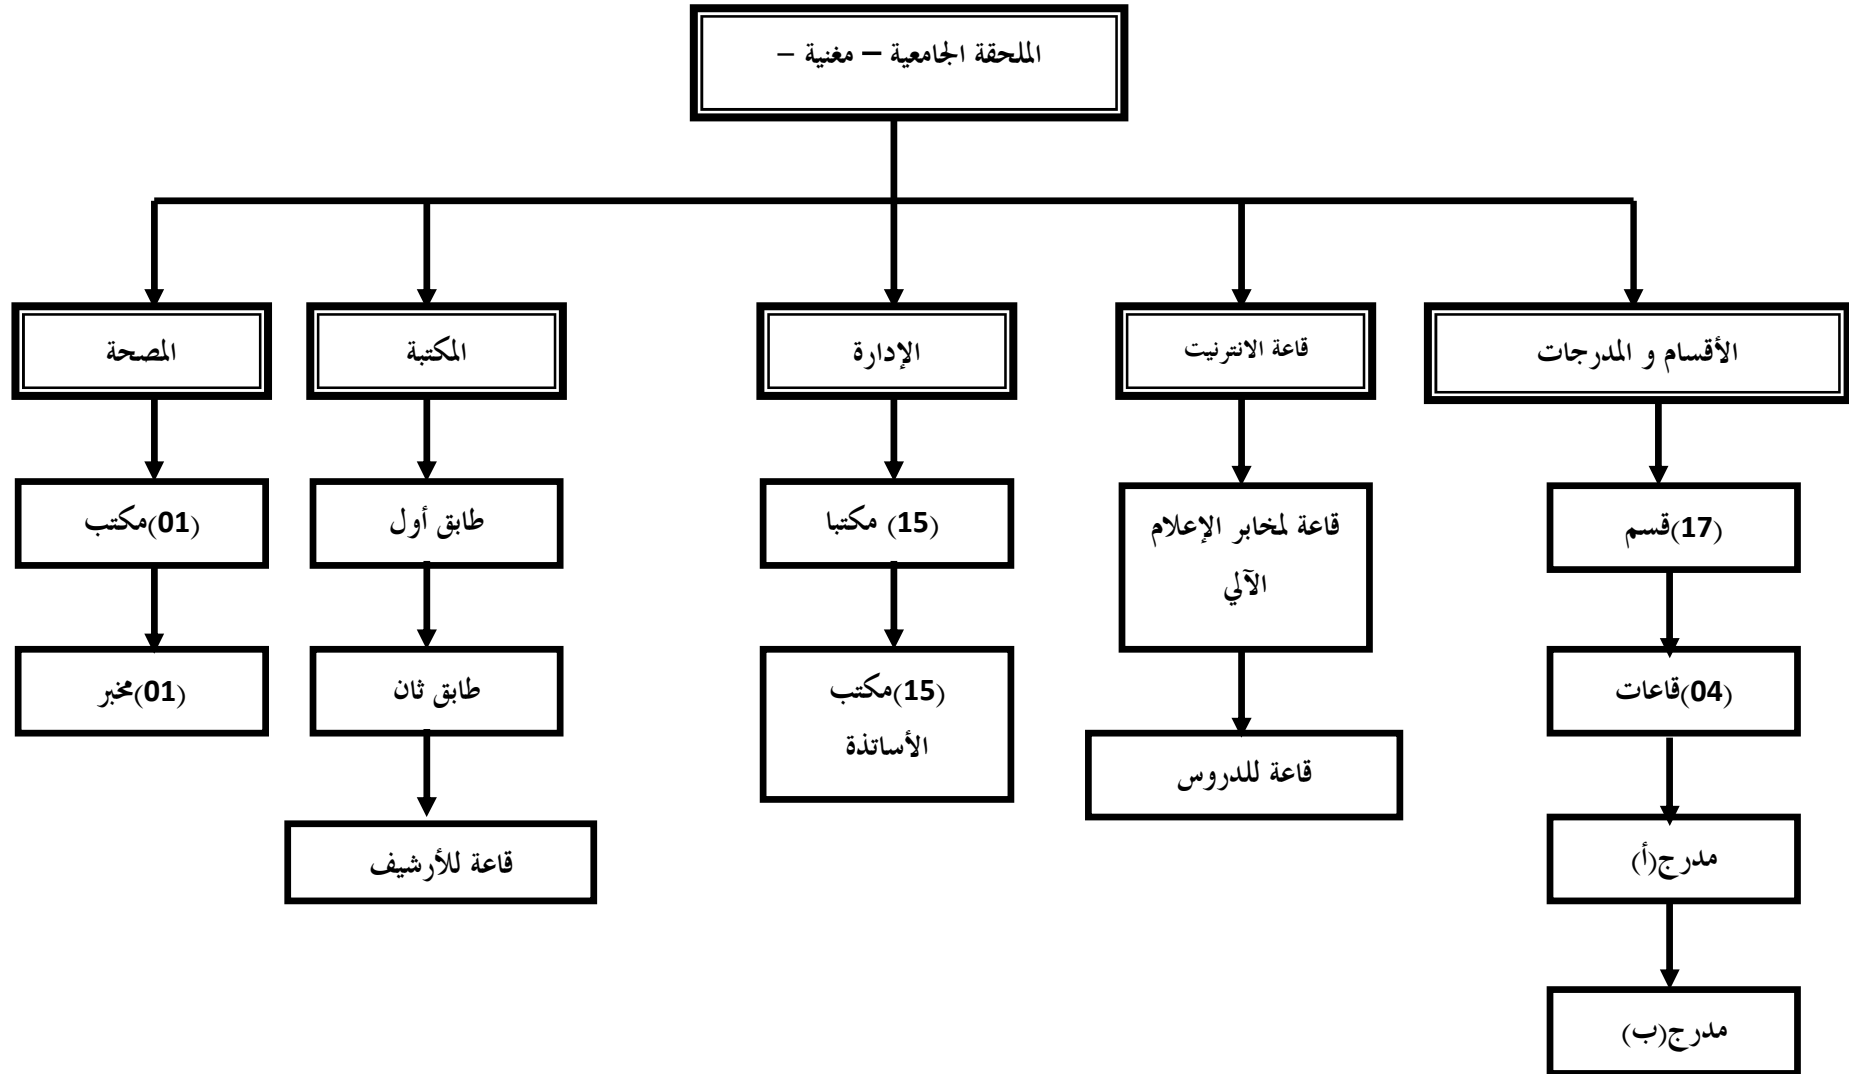 الملحقة الجامعية – مغنية –
الأقسام و المدرجات
قاعة الانترنيت
الإدارة
المكتبة
المصحة
(17)قسم
(04)قاعات
مدرج(أ)
مدرج(ب)
قاعة لمخابر الإعلام
الآلي
قاعة للدروس
(15) مكتبا
(15)مكتب
الأساتذة
طابق أول
طابق ثان
قاعة للأرشيف
(01)مكتب
(01)مخبر